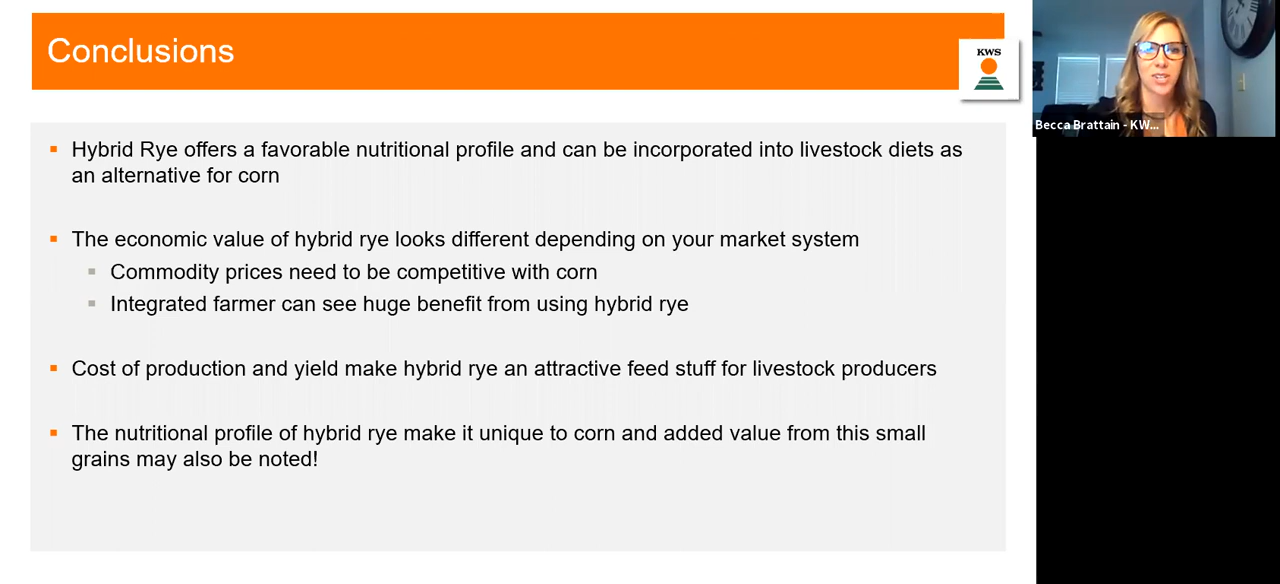 Conclusions
KWS
Becca Brattain - KW...
Hybrid Rye offers a favorable nutritional profile and can be incorporated into livestock diets as
an alternative for corn
The economic value of hybrid rye looks different depending on your market system
Commodity prices need to be competitive with corn
Integrated farmer can see huge benefit from using hybrid rye
Cost of production and yield make hybrid rye an attractive feed stuff for livestock producers
The nutritional profile of hybrid rye make it unique to corn and added value from this small
grains may also be noted!